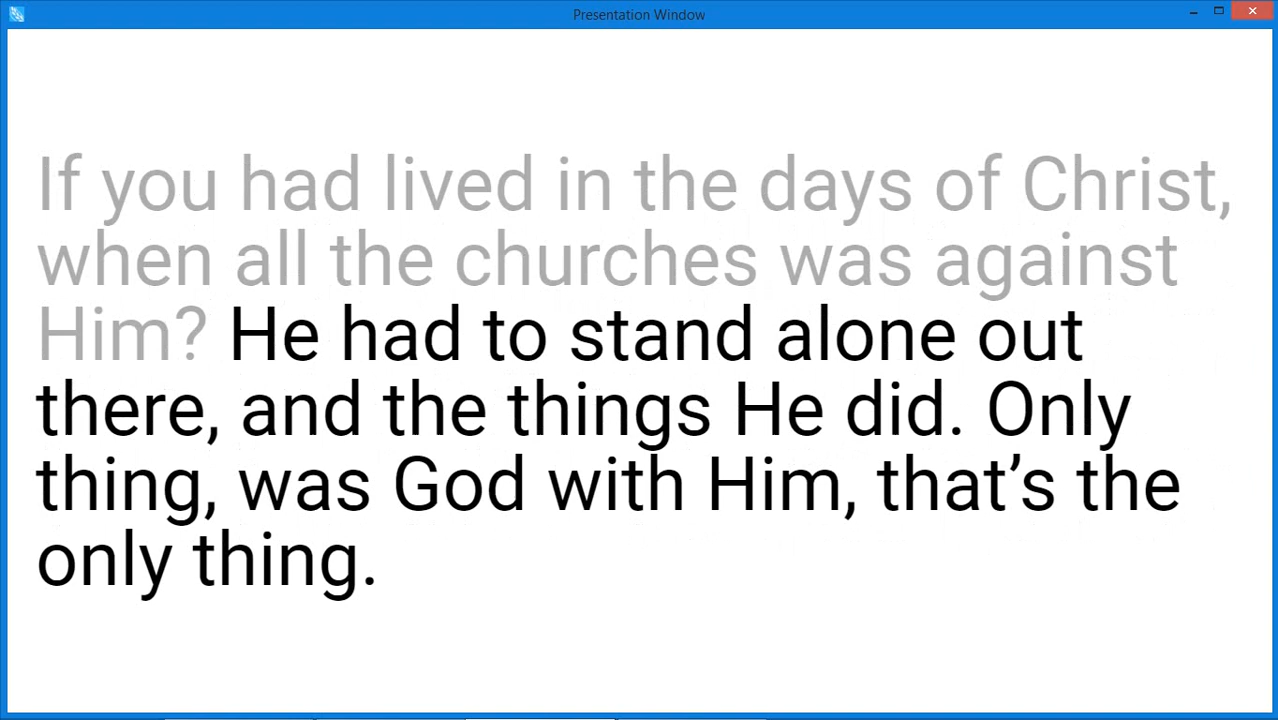 Presentation Window
If you had lived in the days of Christ,
when all the churches was against
Him? He had to stand alone out
there, and the things He did. Only
thing, was God with Him, that’s the
only thing.